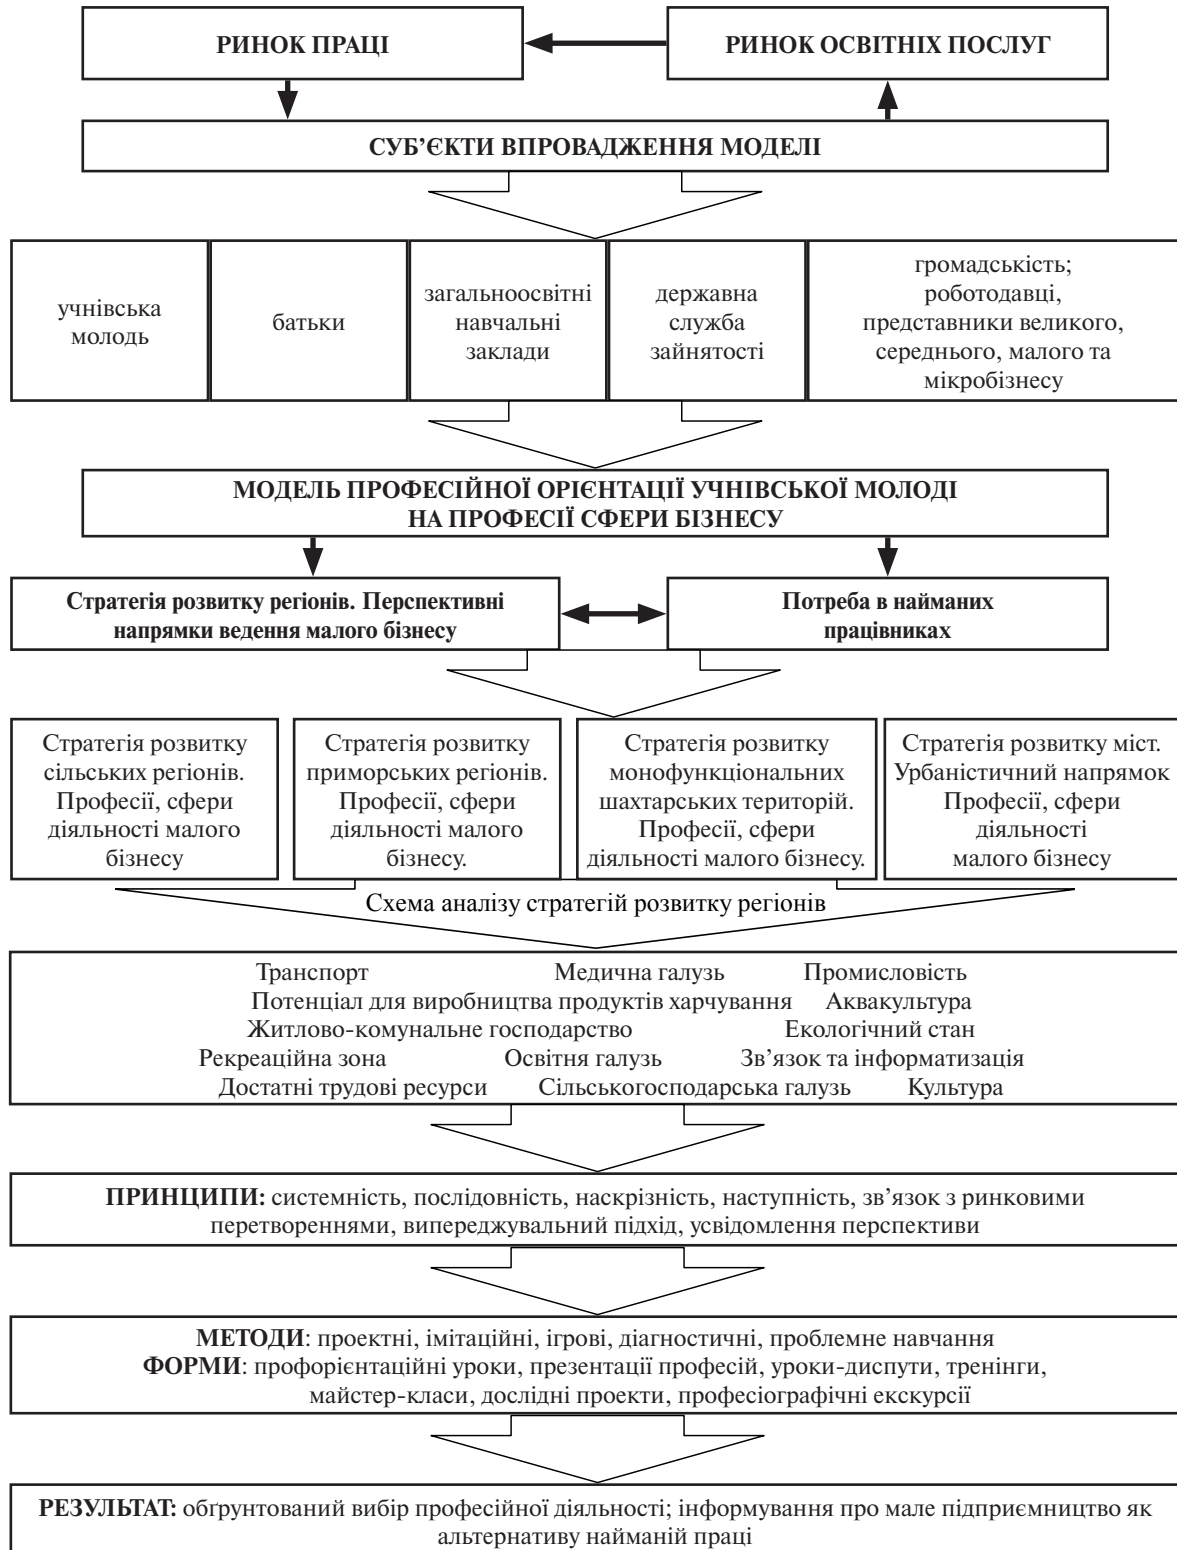 РИНОК ПРАЦІ
РИНОК ОСВІТНІХ ПОСЛУГ
СУБ’ЄКТИ ВПРОВАДЖЕННЯ МОДЕЛІ
учнівська
молодь
батьки
загальноосвітні
навчальні
заклади
державна
служба
зайнятості
громадськість;
роботодавці,
представники великого,
середнього, малого та
мікробізнесу
МОДЕЛЬ ПРОФЕСІЙНОЇ ОРІЄНТАЦІЇ УЧНІВСЬКОЇ МОЛОДІ
НА ПРОФЕСІЇ СФЕРИ БІЗНЕСУ
Стратегія розвитку регіонів. Перспективні
напрямки ведення малого бізнесу
Потреба в найманих
працівниках
Стратегія розвитку
сільських регіонів.
Професії, сфери
діяльності малого
бізнесу
Стратегія розвитку
приморських регіонів.
Професії, сфери
діяльності малого
бізнесу.
Стратегія розвитку
монофункціональних
шахтарських територій.
Професії, сфери
діяльності малого бізнесу.
Стратегія розвитку міст.
Урбаністичний напрямок
Професії, сфери
діяльності
малого бізнесу
Схема аналізу стратегій розвитку регіонів
Транспорт Медична галузь Промисловість
Потенціал для виробництва продуктів харчування Аквакультура
Житлово-комунальне господарство Екологічний стан
Рекреаційна зона Освітня галузь Зв’язок та інформатизація
Достатні трудові ресурси Сільськогосподарська галузь Культура
ПРИНЦИПИ: системність, послідовність, наскрізність, наступність, зв’язок з ринковими
перетвореннями, випереджувальний підхід, усвідомлення перспективи
МЕТОДИ: проектні, імітаційні, ігрові, діагностичні, проблемне навчання
ФОРМИ: профорієнтаційні уроки, презентації професій, уроки-диспути, тренінги,
майстер-класи, дослідні проекти, професіографічні екскурсії
РЕЗУЛЬТАТ: обґрунтований вибір професійної діяльності; інформування про мале підприємництво як
альтернативу найманій праці